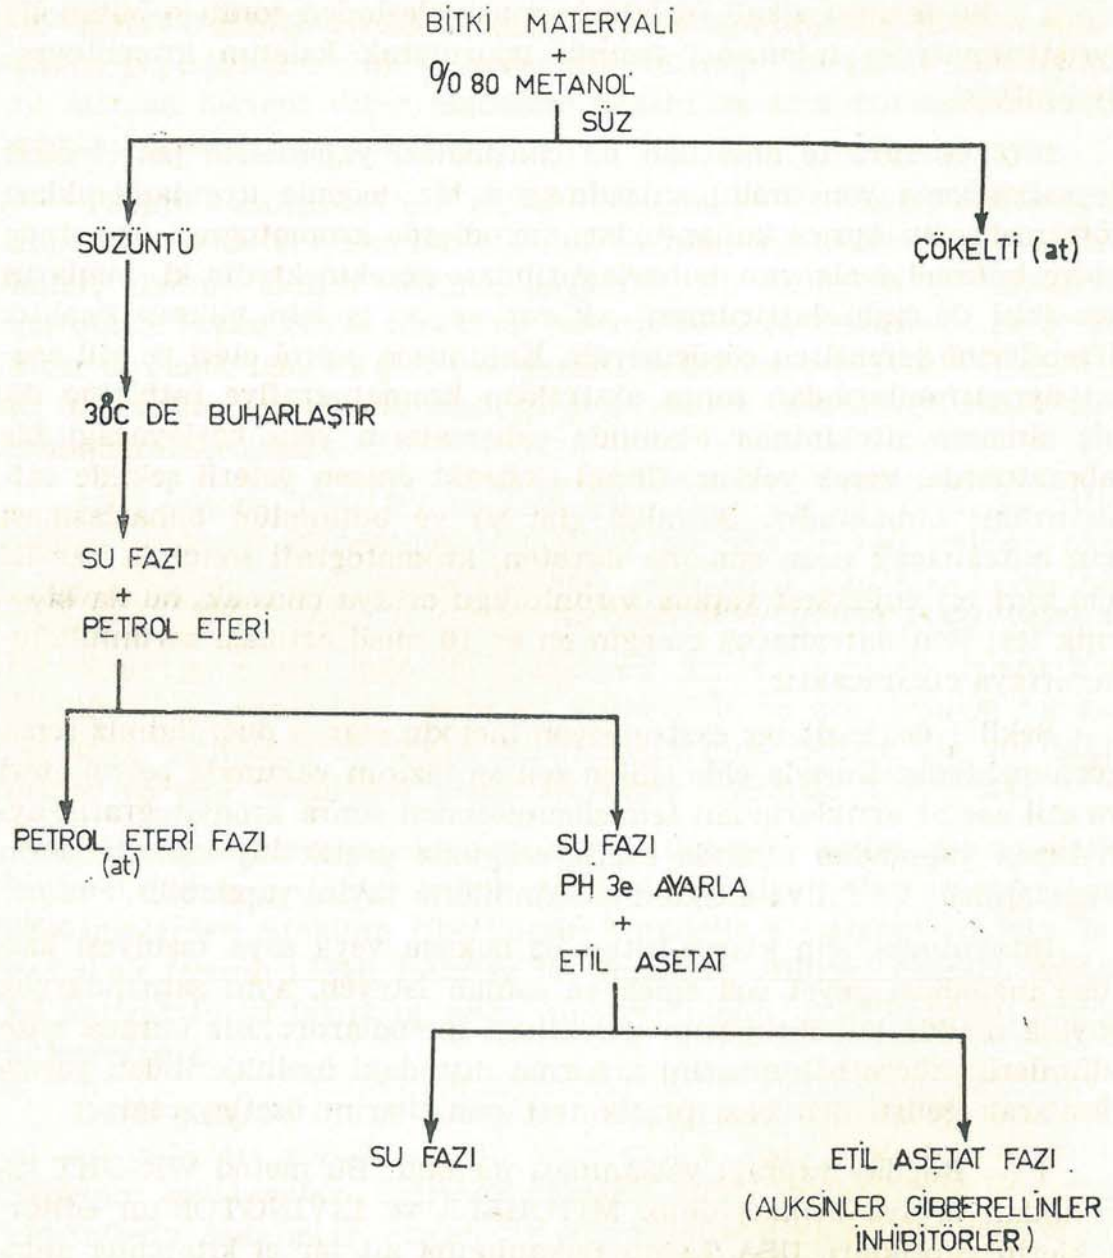 BİTKİ MATERYALİ
+
% 80 METANOL
SÜZ
SÜZÜNTÜ
ÇÖKELTİ (at)
30°C DE BUHARLAŞTIR
SU FAZI
+
PETROL ETERİ
PETROL ETERİ FAZI
(at)
SU FAZI
PH 3e AYARLA
+
ETİL ASETAT
SU FAZI
ETİL ASETAT FAZI
(AUKSİNLER GİBBERELLİNLER
İNHİBİTÖRLER)